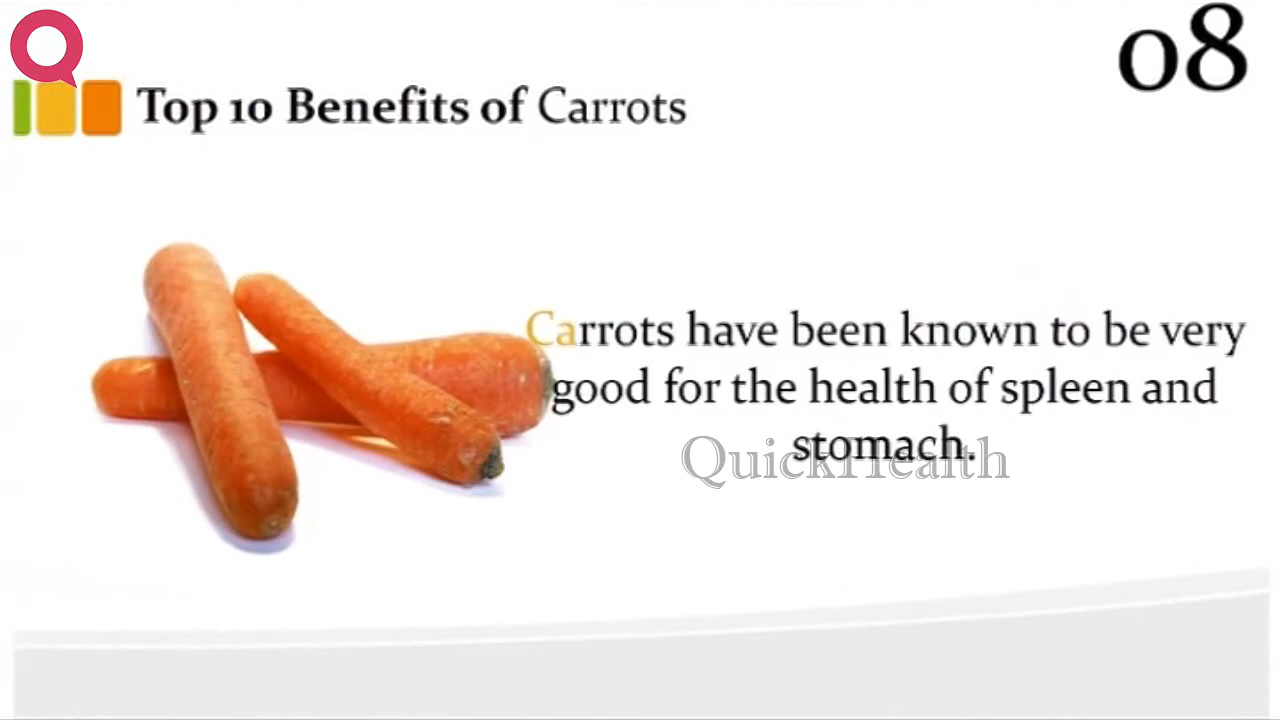 08
Top 10 Benefits of Carrots
Carrots have been known to be very
good for the health of spleen and
stomach.
QuickHealth